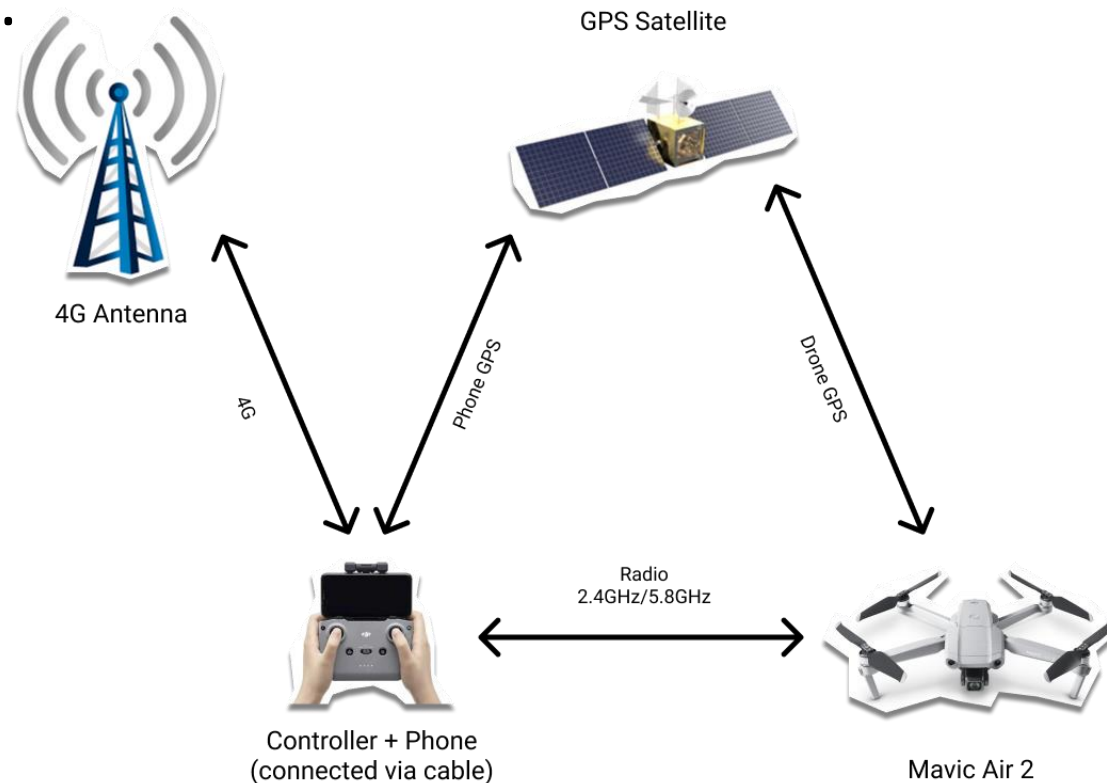 GPS Satellite
4G Antenna
4G
Phone GPS
Drone GPS
Radio
2.4GHz/5.8GHz
Controller + Phone
(connected via cable)
Mavic Air 2